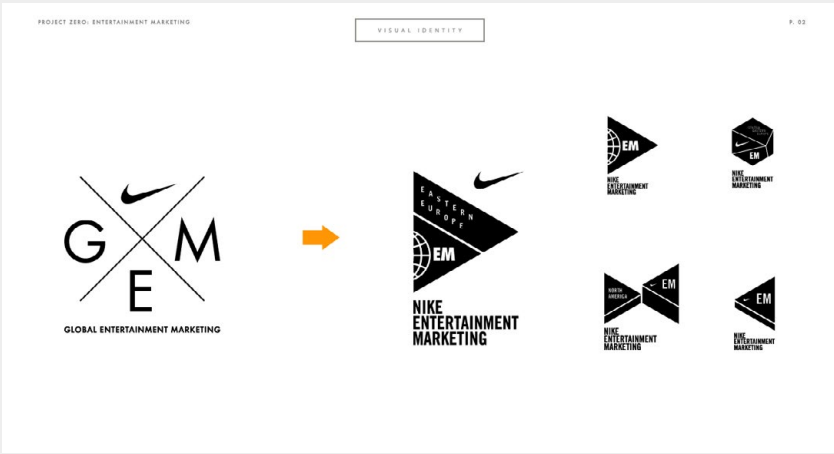 PROJECT ZERO: ENTERTAINMENT MARKETING
VISUAL IDENTITY
P. 02
G M
E
GLOBAL ENTERTAINMENT MARKETING
EASTERN
EUROPE
EM
NIKE
ENTERTAINMENT
MARKETING
EM
NIKE
ENTERTAINMENT
MARKETING
EM
NIKE
ENTERTAINMENT
MARKETING
NORTH
AMERICA
EM
NIKE
ENTERTAINMENT
MARKETING
EM
NIKE
ENTERTAINMENT
MARKETING